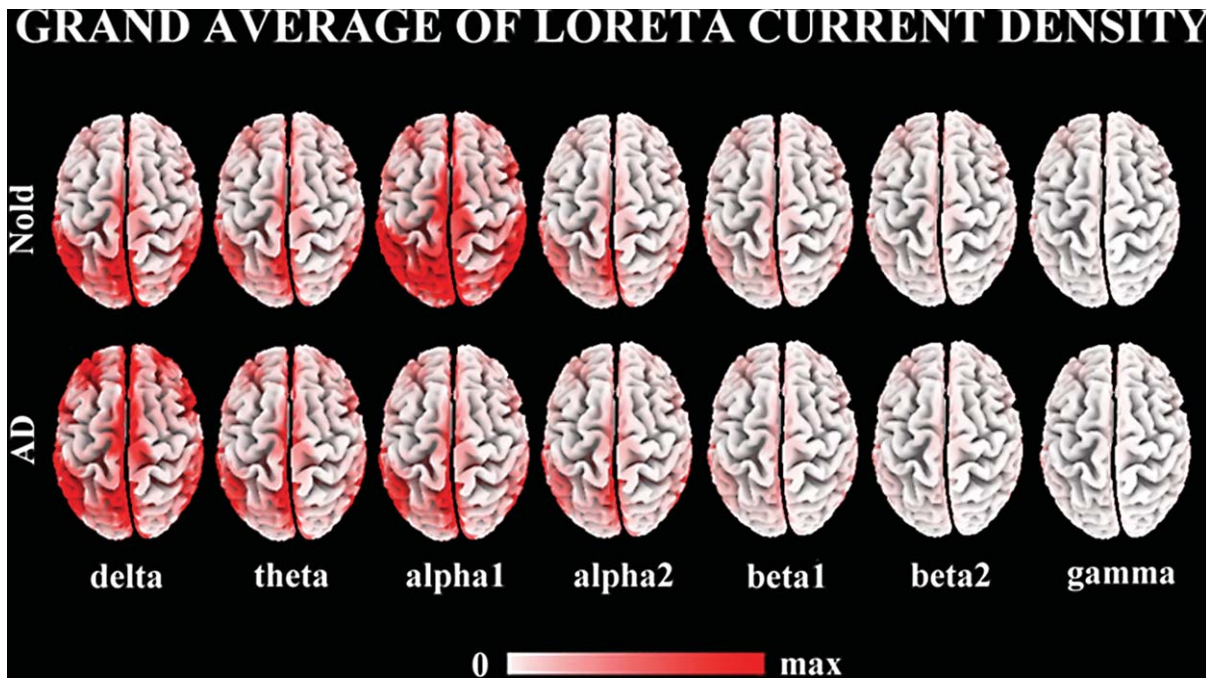 GRAND AVERAGE OF LORETA CURRENT DENSITY
Nold
AD
delta theta alpha1 alpha2 beta1 beta2 gamma
0 max